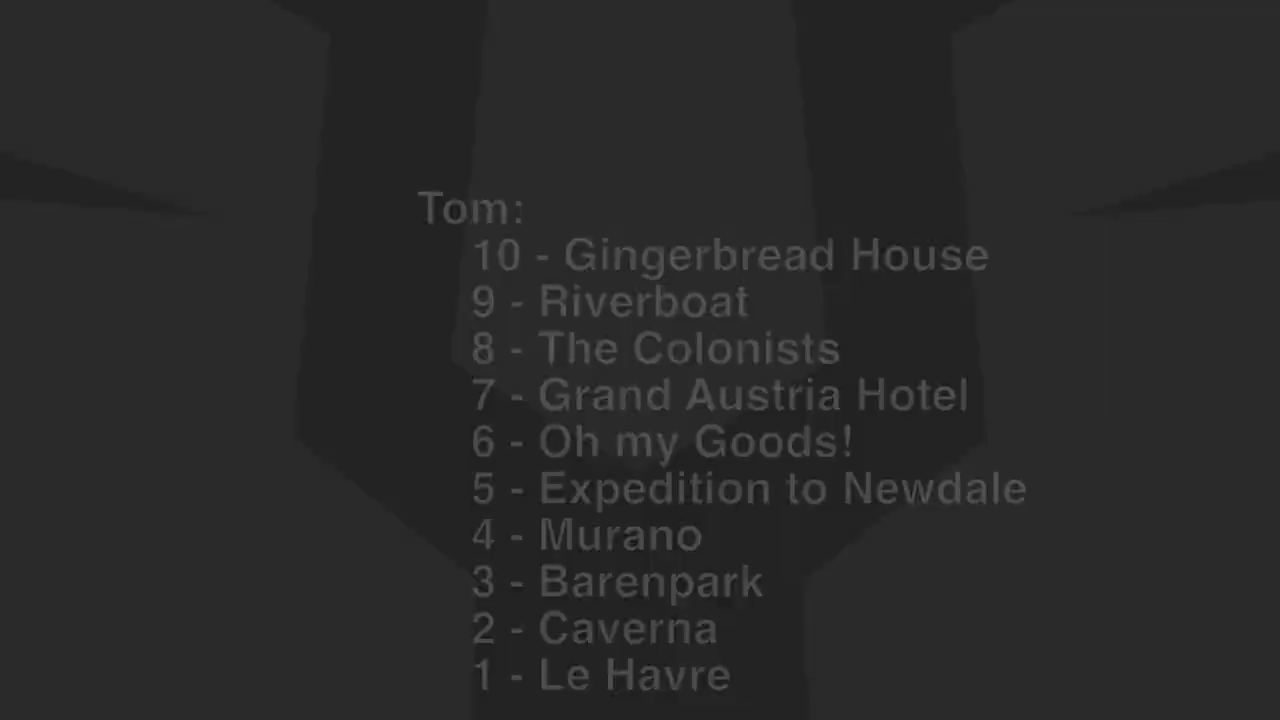 Tom:
10 - Gingerbread House
9 - Riverboat
8 - The Colonists
7 - Grand Austria Hotel
6 - Oh my Goods!
5 - Expedition to Newdale
4 - Murano
3 - Barenpark
2 - Caverna
1 - Le Havre